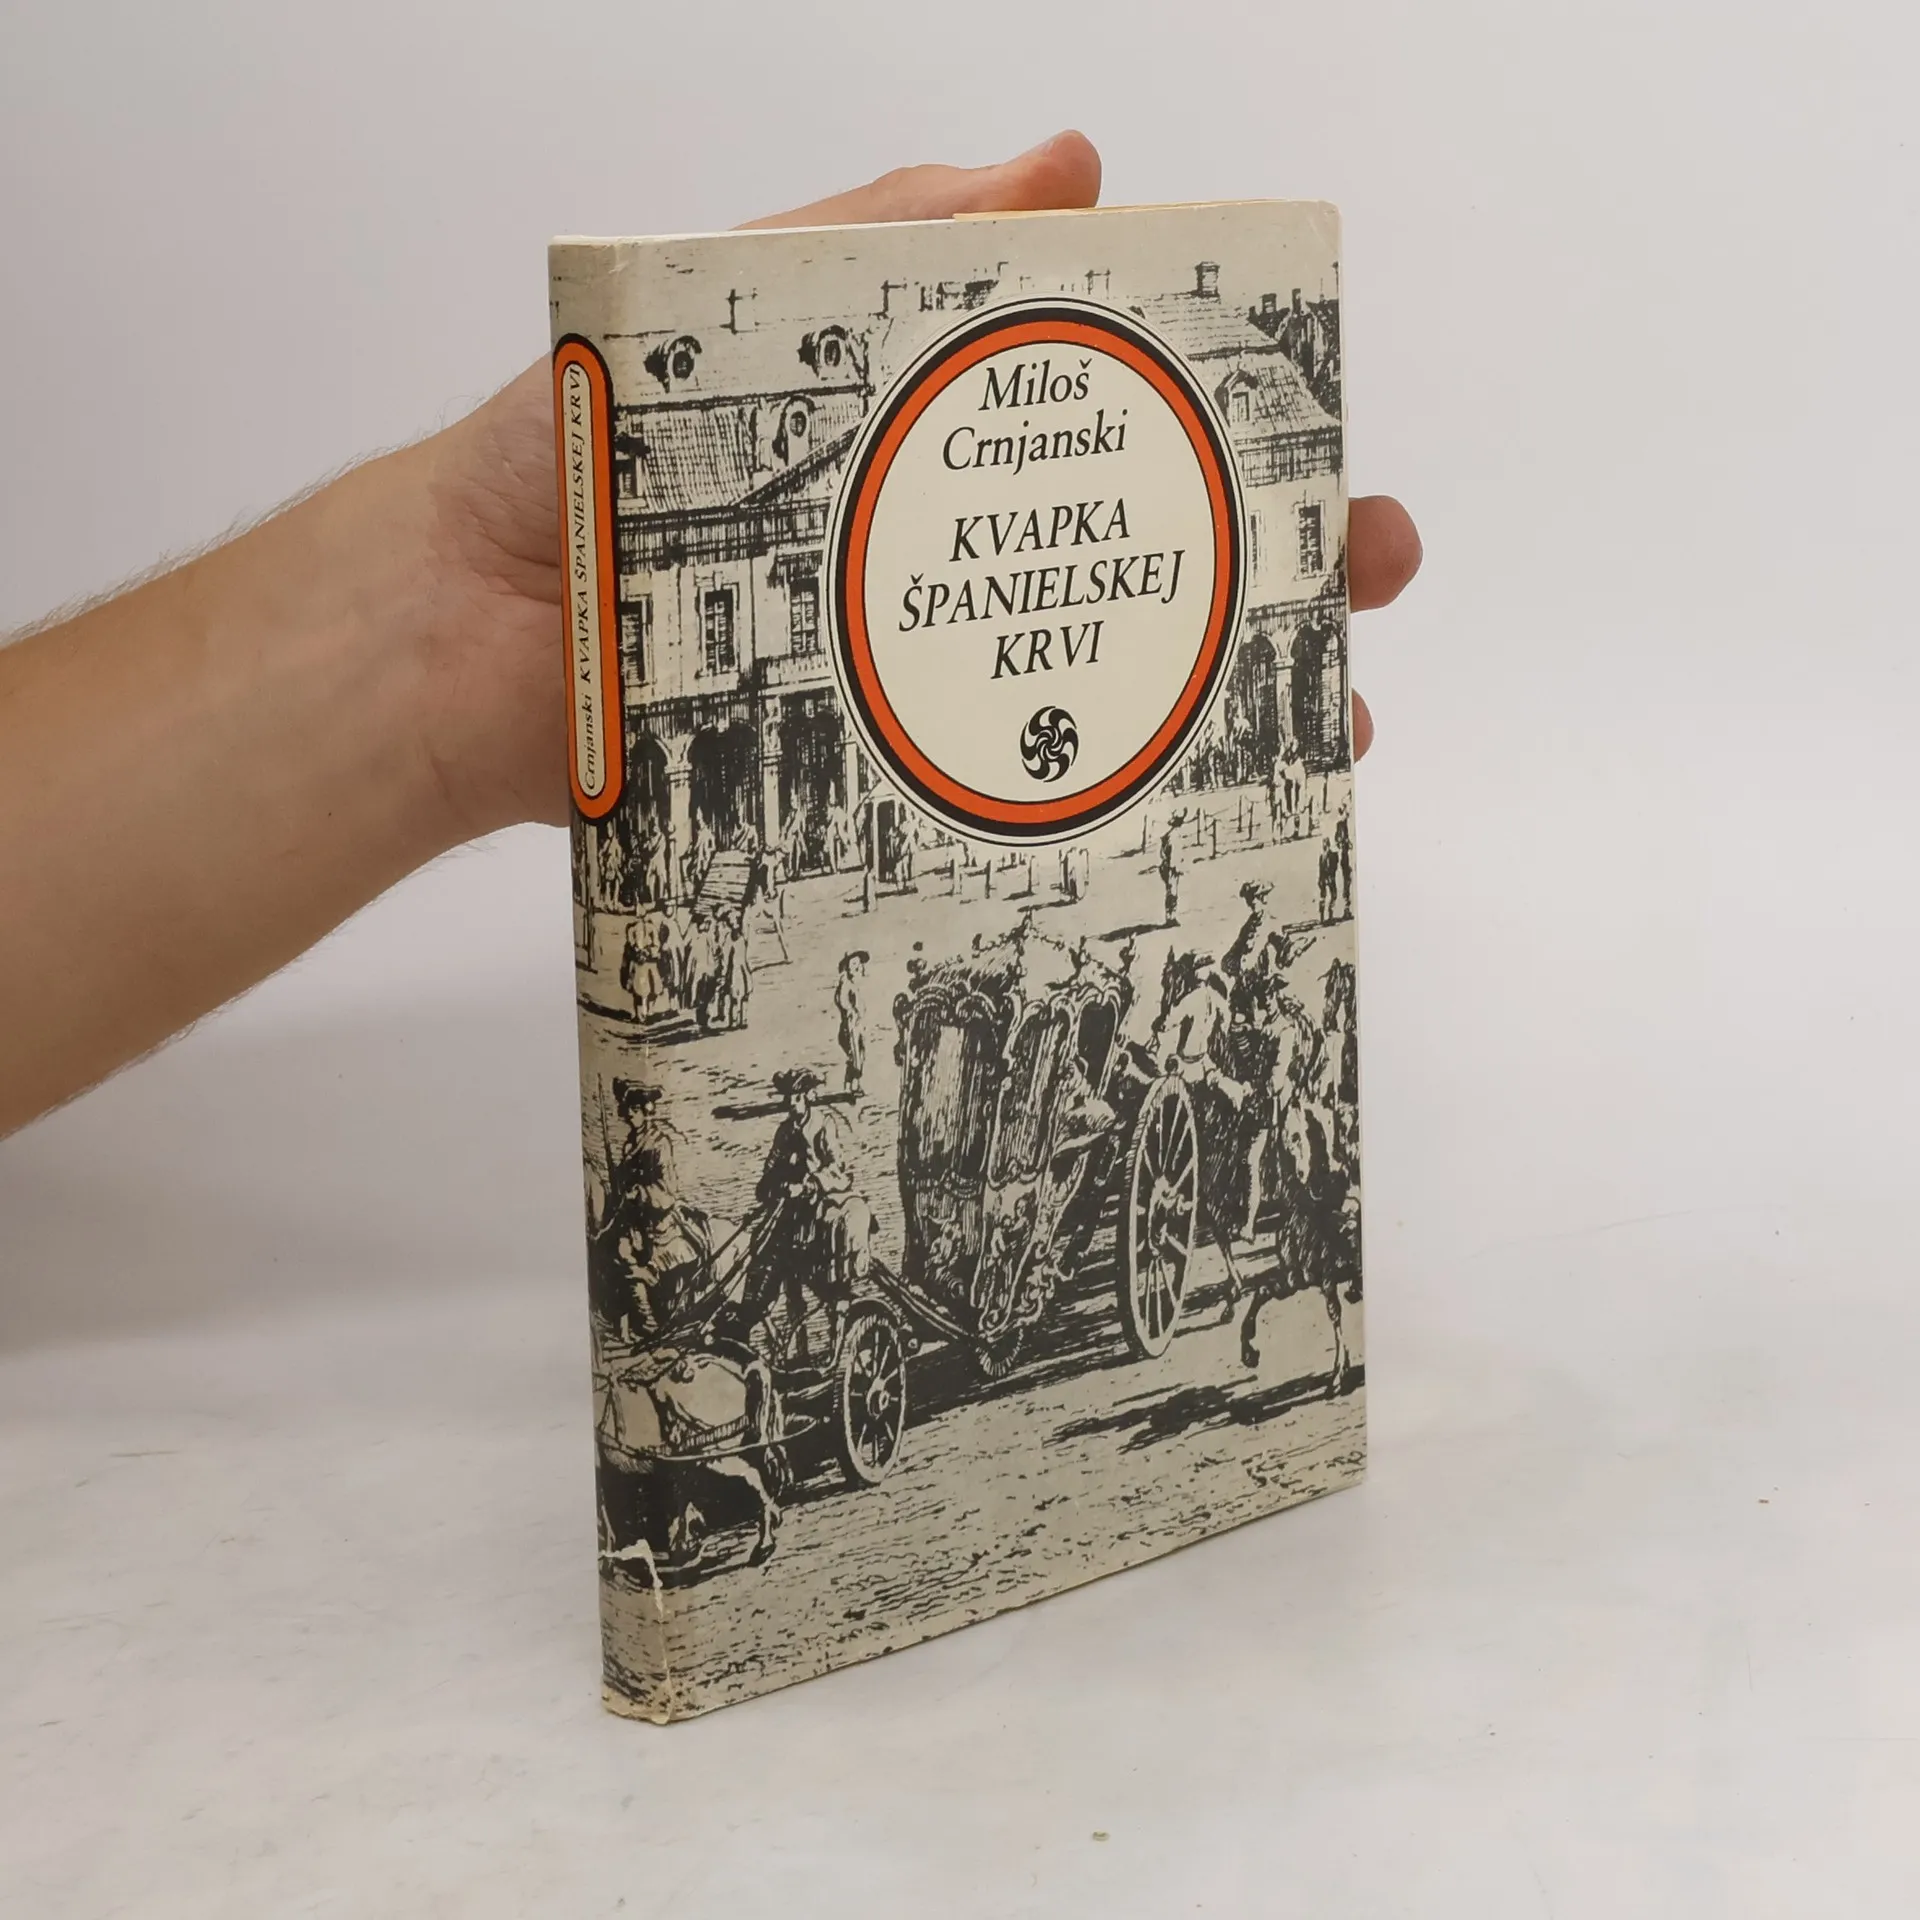 Miloš
Crnjanski
KVAPKA
ŠPANIELSKEJ
KRVI
Crnjanski KVAPKA ŠPANIELSKEJ KRVI